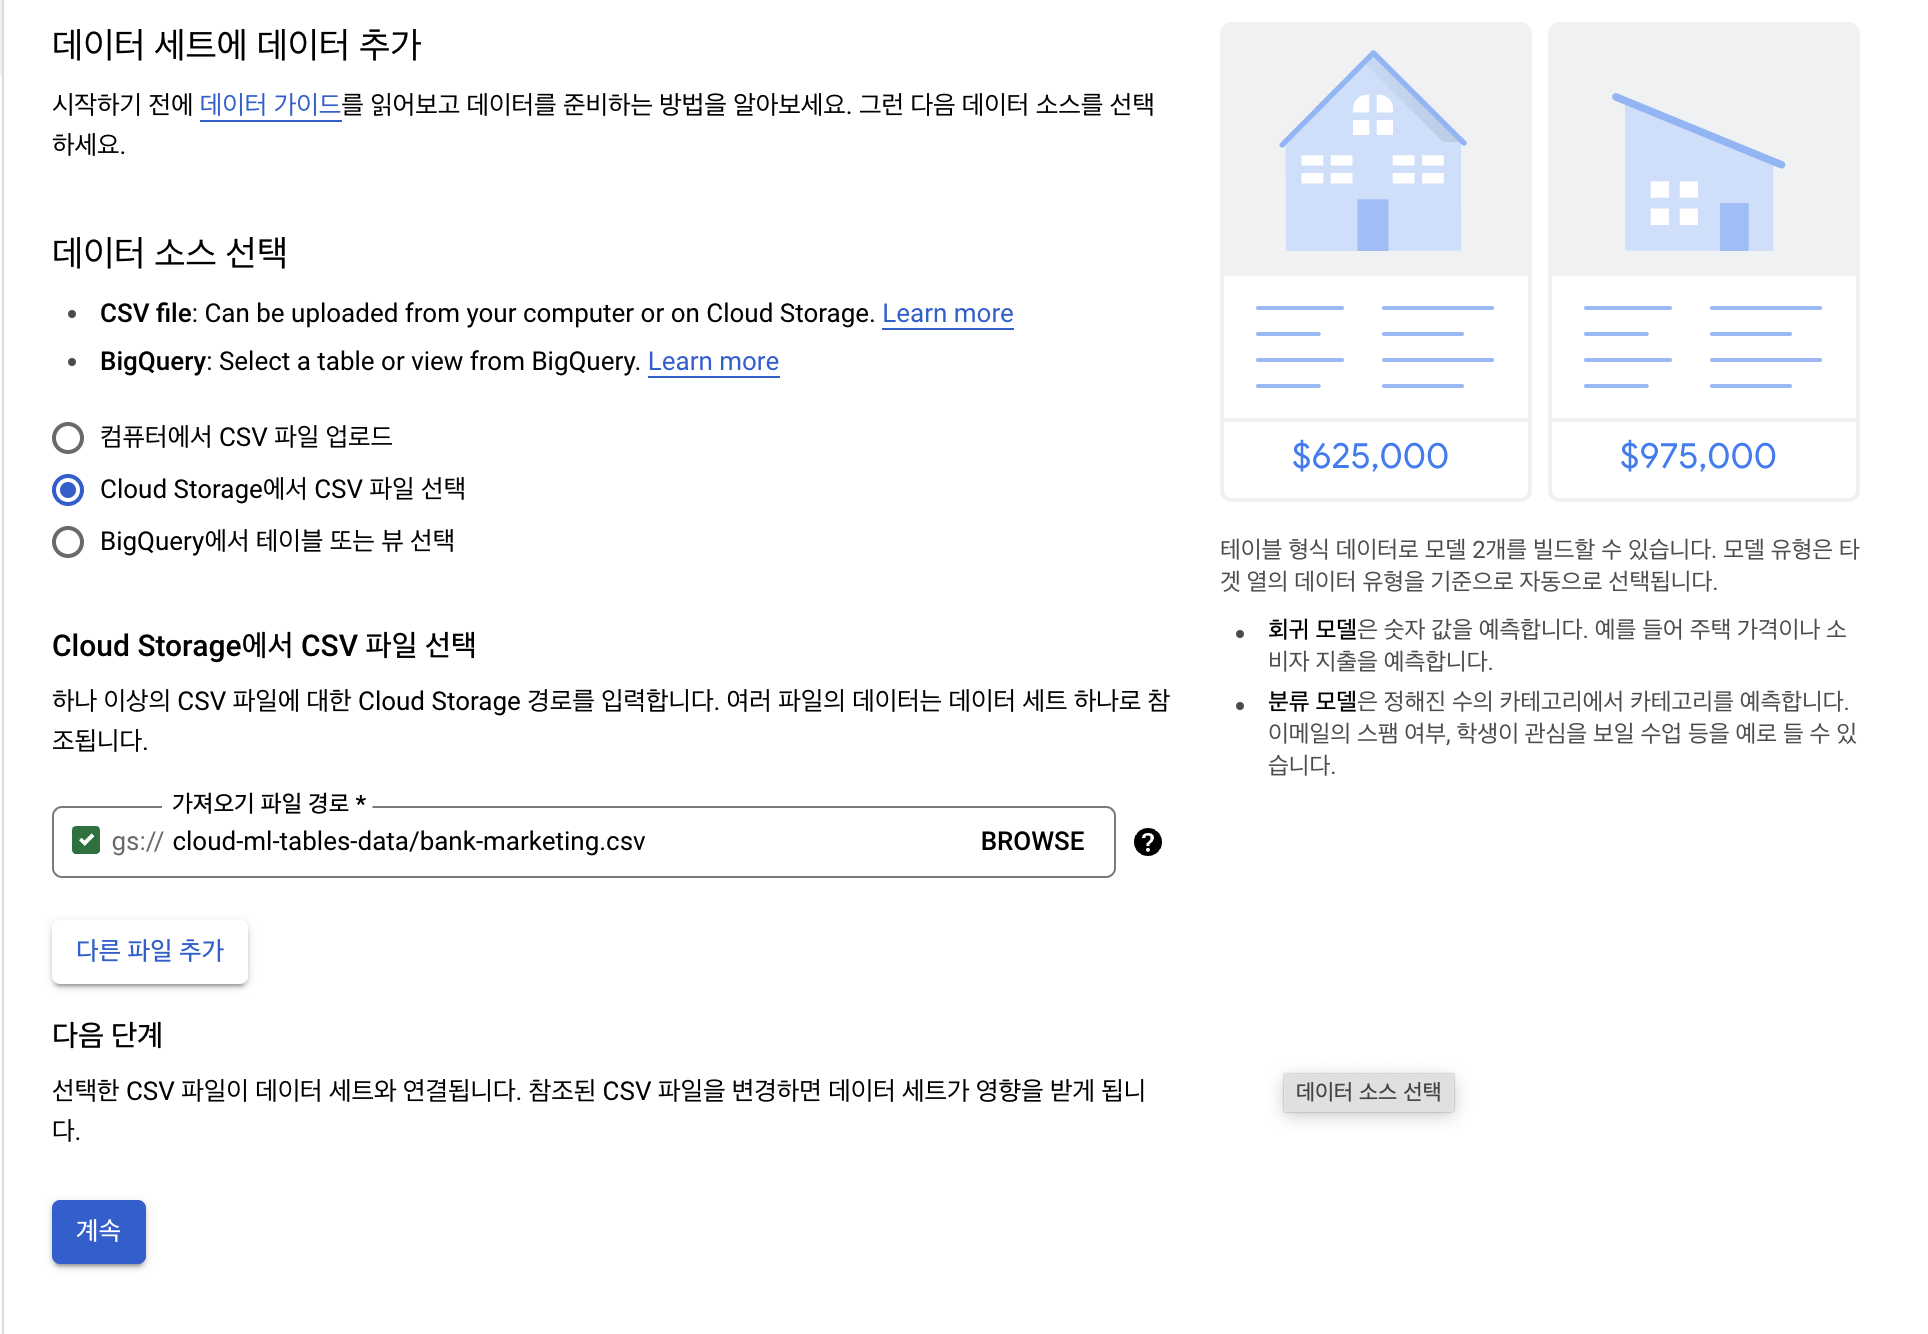 데이터 세트에 데이터 추가
시작하기 전에 데이터 가이드를 읽어보고 데이터를 준비하는 방법을 알아보세요. 그런 다음 데이터 소스를 선택
하세요.
데이터 소스 선택
• CSV file: Can be uploaded from your computer or on Cloud Storage. Learn more
• BigQuery: Select a table or view from BigQuery. Learn more
컴퓨터에서 CSV 파일 업로드
Cloud Storage에서 CSV 파일 선택
BigQuery에서 테이블 또는 뷰 선택
Cloud Storage에서 CSV 파일 선택
하나 이상의 CSV 파일에 대한 Cloud Storage 경로를 입력합니다. 여러 파일의 데이터는 데이터 세트 하나로 참
조됩니다.
가져오기 파일 경로 *
gs:// cloud-ml-tables-data/bank-marketing.csv BROWSE
다른 파일 추가
다음 단계
선택한 CSV 파일이 데이터 세트와 연결됩니다. 참조된 CSV 파일을 변경하면 데이터 세트가 영향을 받게 됩니
다.
계속
$625,000
$975,000
테이블 형식 데이터로 모델 2개를 빌드할 수 있습니다. 모델 유형은 타
겟 열의 데이터 유형을 기준으로 자동으로 선택됩니다.
• 회귀 모델은 숫자 값을 예측합니다. 예를 들어 주택 가격이나 소
비자 지출을 예측합니다.
• 분류 모델은 정해진 수의 카테고리에서 카테고리를 예측합니다.
이메일의 스팸 여부, 학생이 관심을 보일 수업 등을 예로 들 수 있
습니다.
데이터 소스 선택